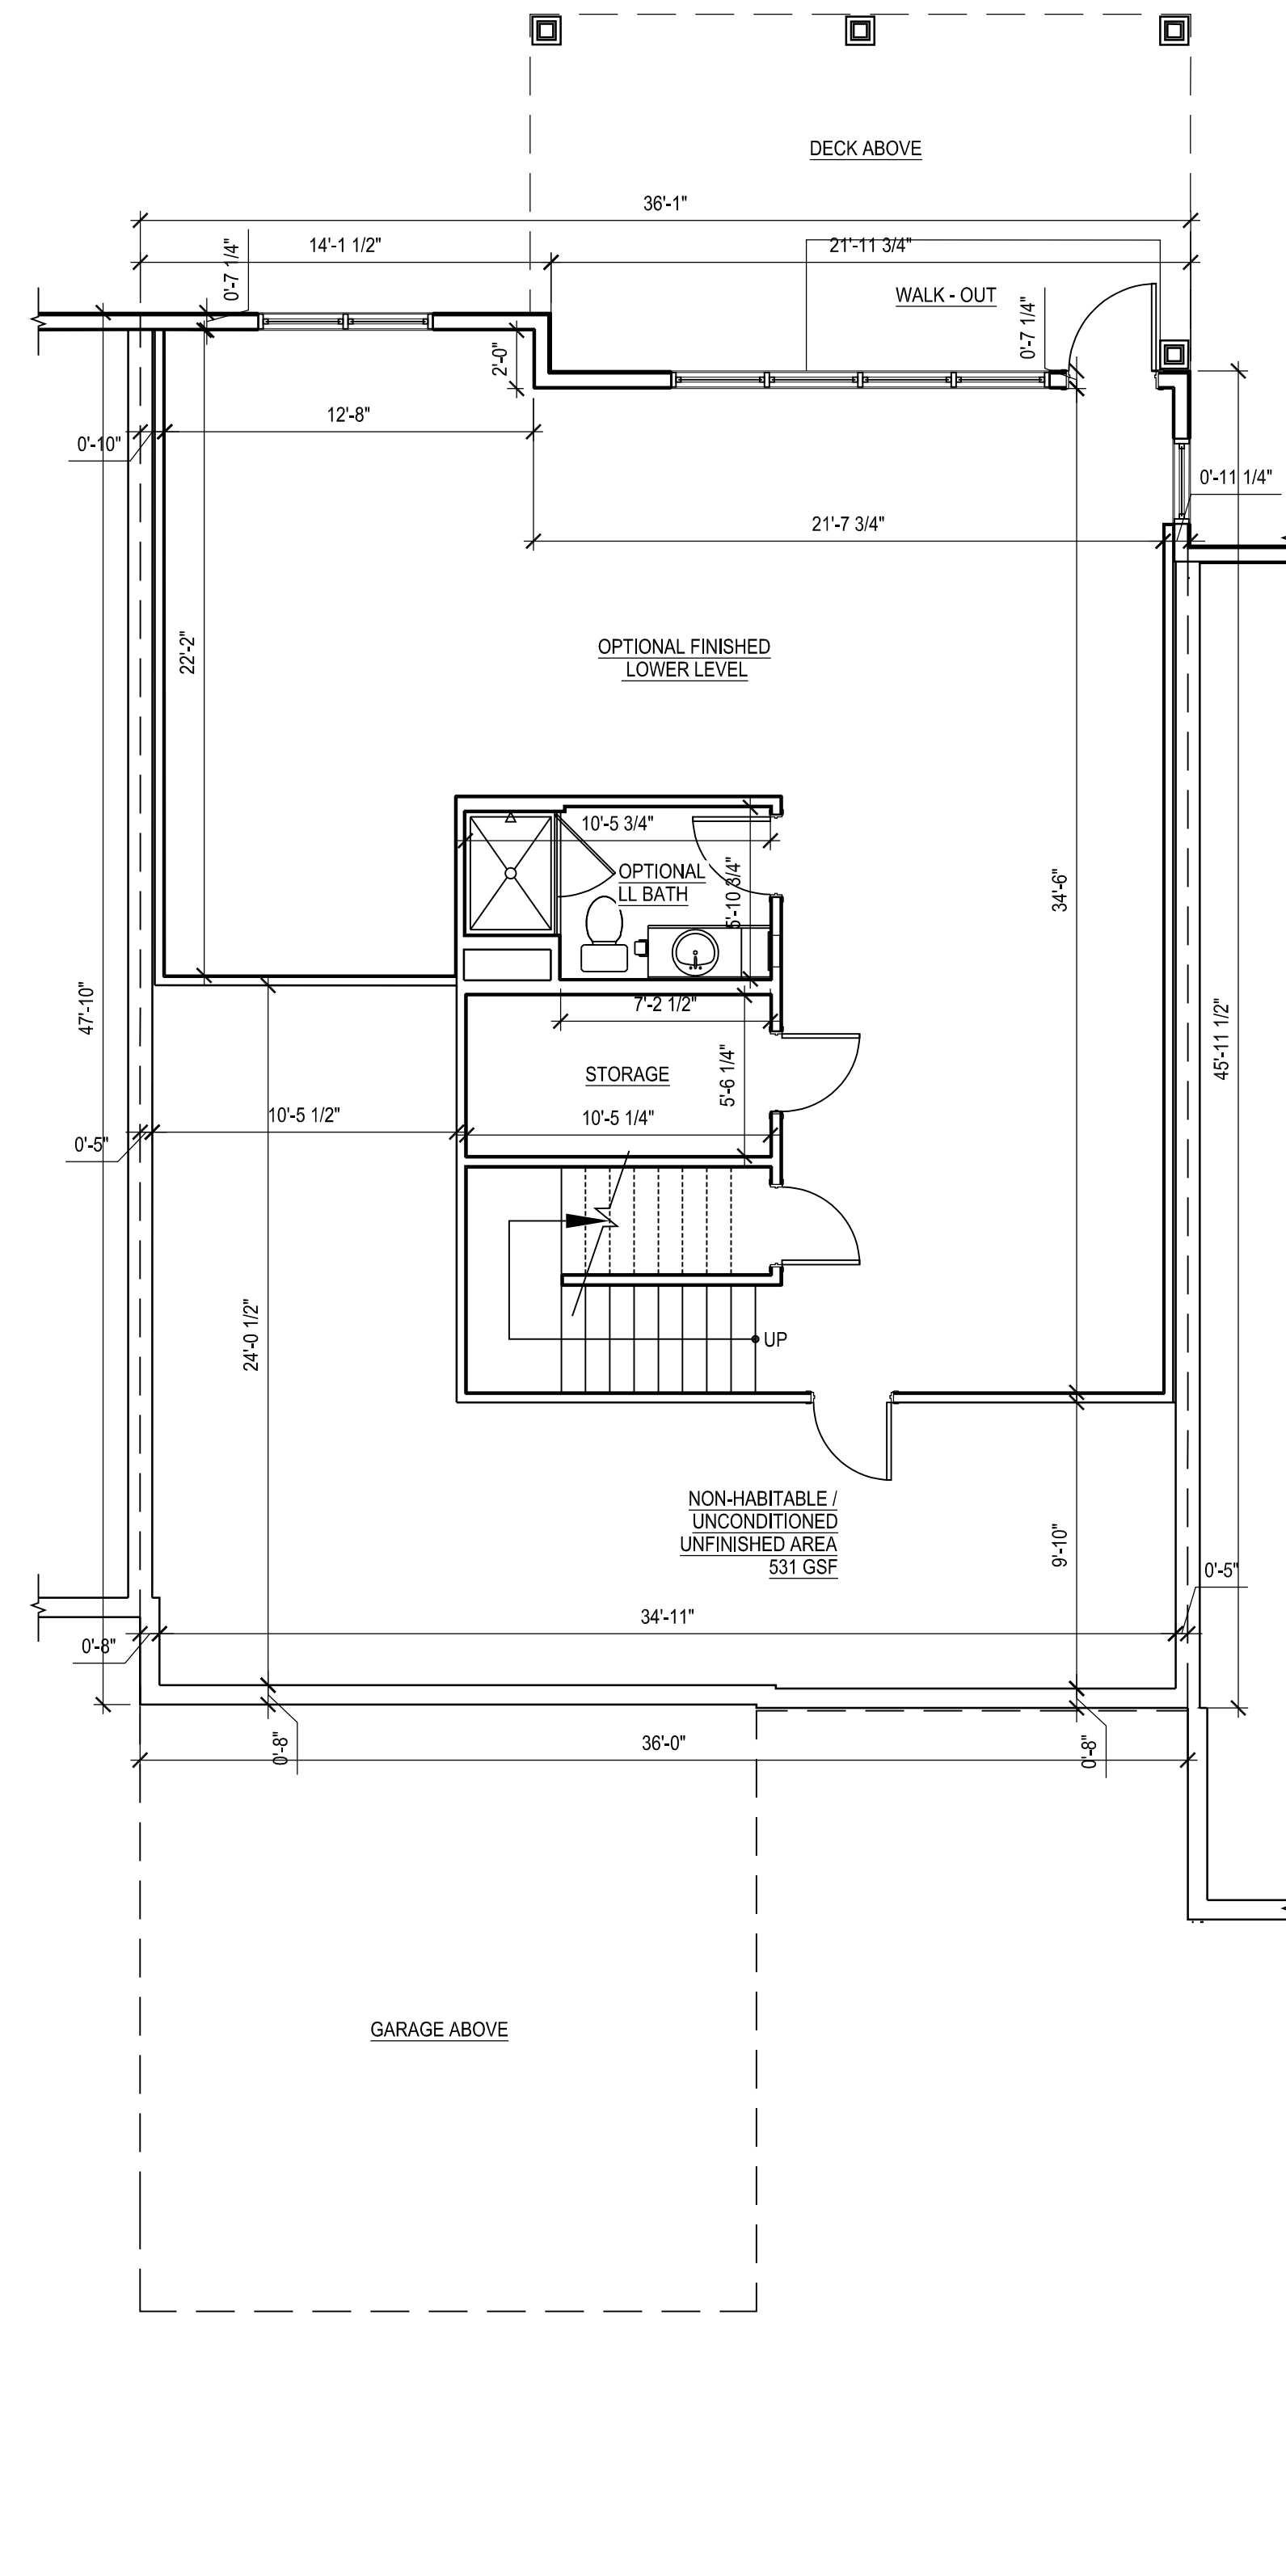 DECK ABOVE
36'-1"
14'-1 1/2"
21'-11 3/4"
0'-7 1/4"
WALK - OUT
0'-7 1/4"
2'-0"
12'-8"
0'-10"
0'-11 1/4"
21'-7 3/4"
22'-2"
OPTIONAL FINISHED
LOWER LEVEL
10'-5 3/4"
OPTIONAL
LL BATH
5'-10 3/4"
34'-6"
47'-10"
7'-2 1/2"
45'-11 1/2"
STORAGE
5'-6 1/4"
10'-5 1/2"
10'-5 1/4"
0'-5"
24'-0 1/2"
UP
NON-HABITABLE /
UNCONDITIONED
UNFINISHED AREA
531 GSF
9'-10"
0'-5"
34'-11"
0'-8"
36'-0"
0'-8"
0'-8"
GARAGE ABOVE